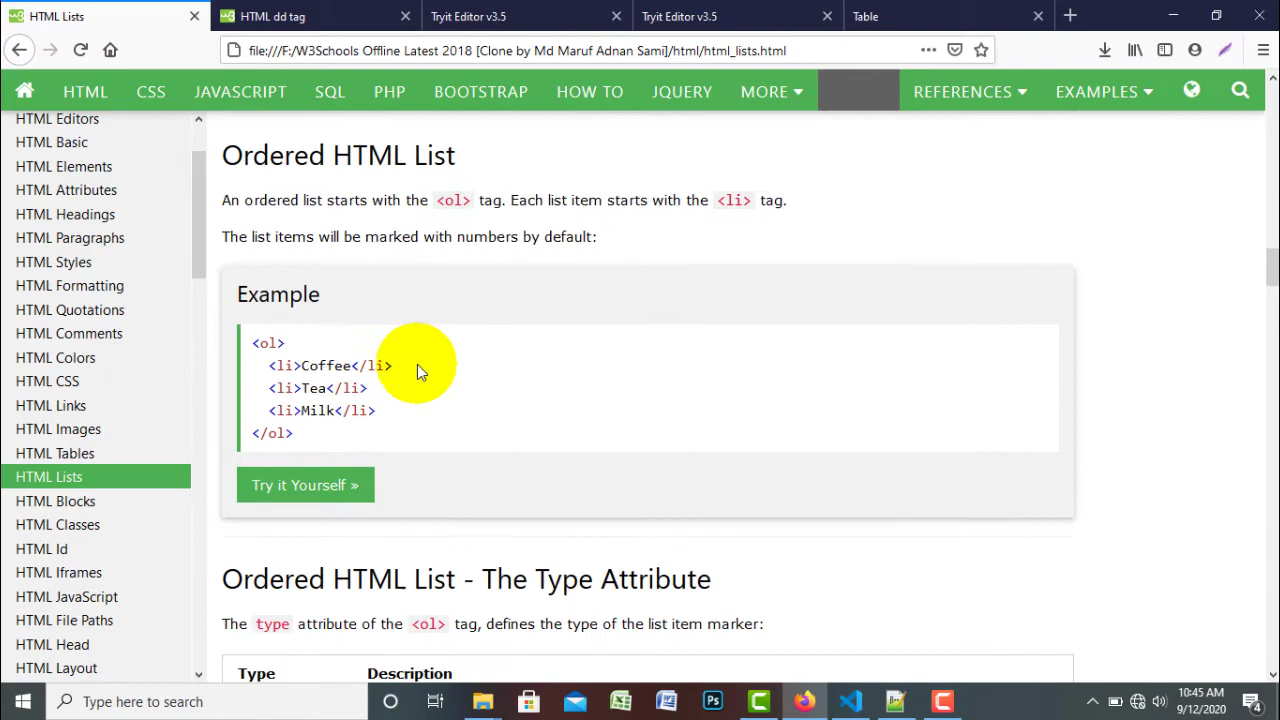 HTML Lists
HTML dd tag
Tryit Editor v3.5
Tryit Editor v3.5
Table
file:///F:/W3Schools Offline Latest 2018 [Clone by Md Maruf Adnan Sami]/html/html_lists.html
HTML CSS JAVASCRIPT SQL PHP BOOTSTRAP HOW TO JQUERY MORE REFERENCES EXAMPLES
HTML Editors
HTML Basic
HTML Elements
HTML Attributes
HTML Headings
HTML Paragraphs
HTML Styles
HTML Formatting
HTML Quotations
HTML Comments
HTML Colors
HTML CSS
HTML Links
HTML Images
HTML Tables
HTML Lists
HTML Blocks
HTML Classes
HTML Id
HTML Iframes
HTML JavaScript
HTML File Paths
HTML Head
HTML Layout
Ordered HTML List
An ordered list starts with the <ol> tag. Each list item starts with the <li> tag.
The list items will be marked with numbers by default:
Example
<ol>
<li>Coffee</li>
<li>Tea</li>
<li>Milk</li>
</ol>
Try it Yourself »
Ordered HTML List - The Type Attribute
The type attribute of the <ol> tag, defines the type of the list item marker:
Type Description
Type here to search
Ps
10:45 AM
9/12/2020
4